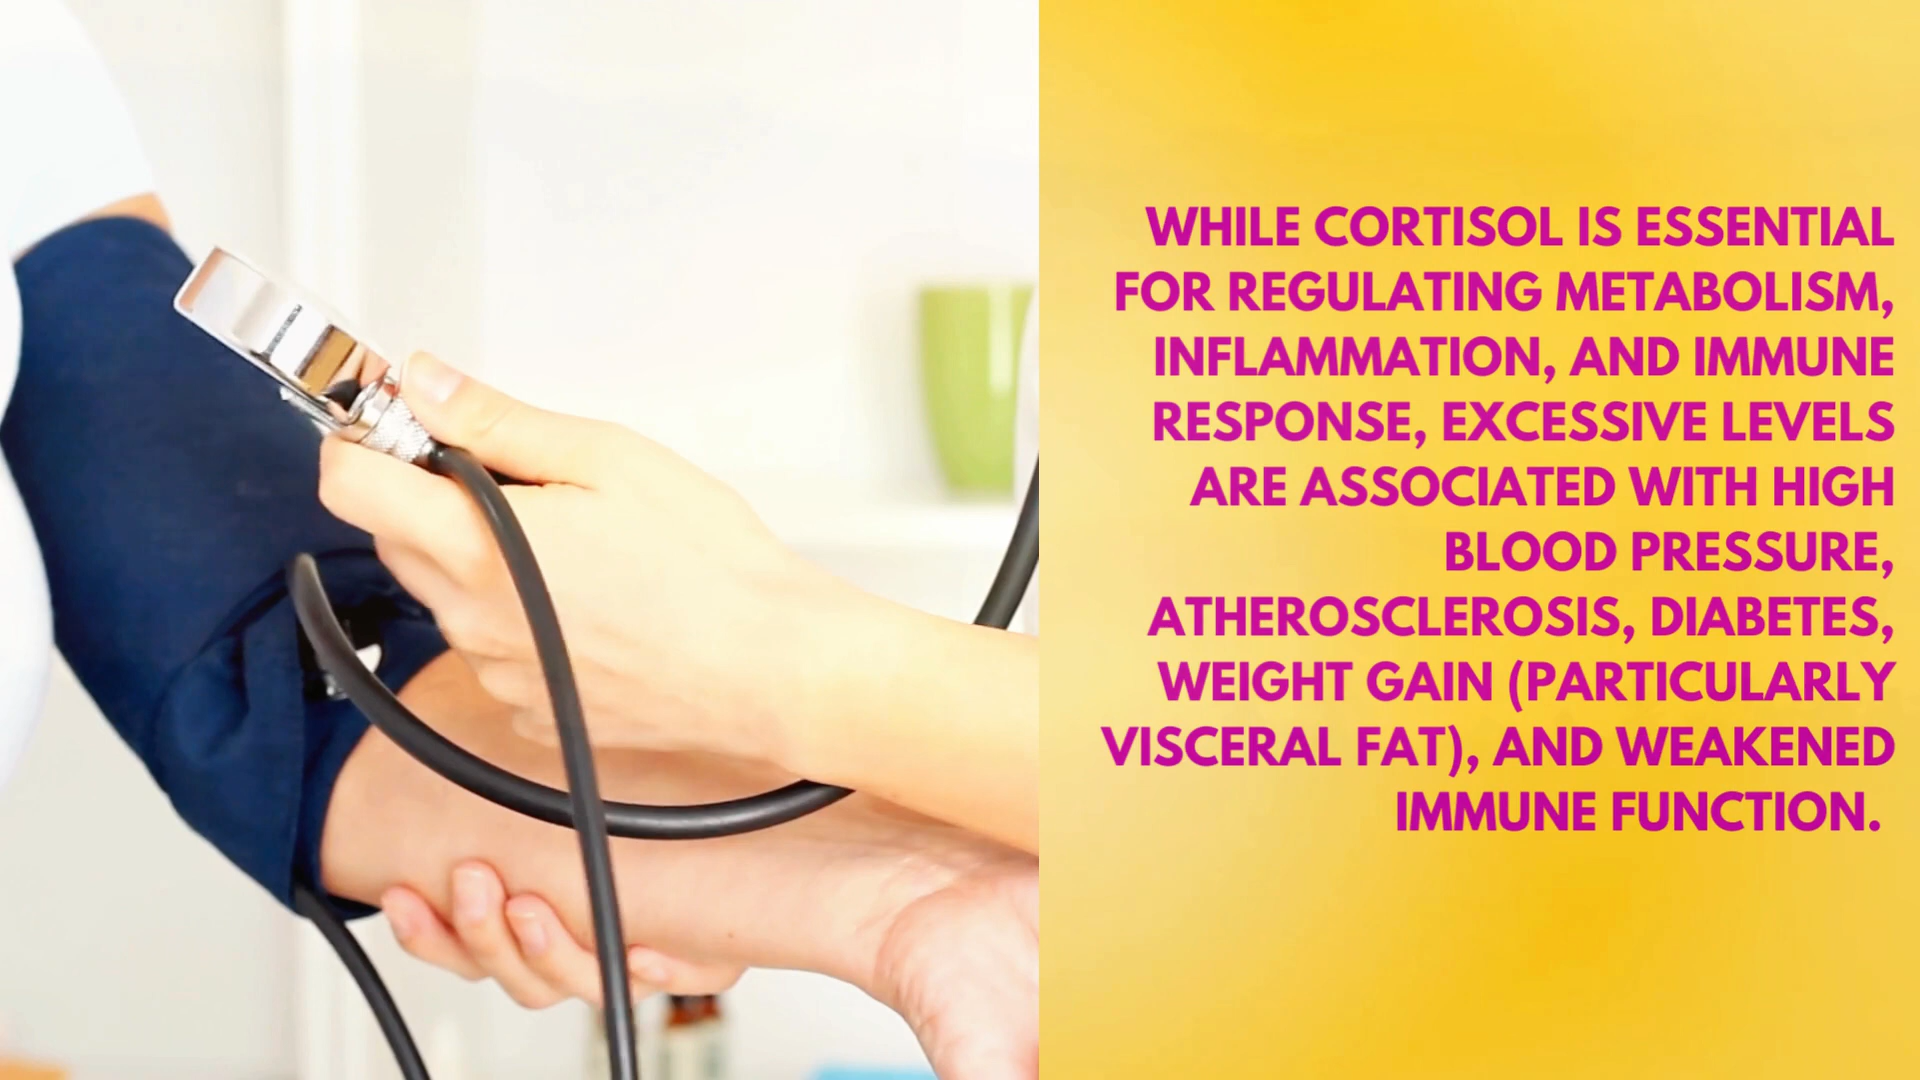 WHILE CORTISOL IS ESSENTIAL
FOR REGULATING METABOLISM,
INFLAMMATION, AND IMMUNE
RESPONSE, EXCESSIVE LEVELS
ARE ASSOCIATED WITH HIGH
BLOOD PRESSURE,
ATHEROSCLEROSIS, DIABETES,
WEIGHT GAIN (PARTICULARLY
VISCERAL FAT), AND WEAKENED
IMMUNE FUNCTION.